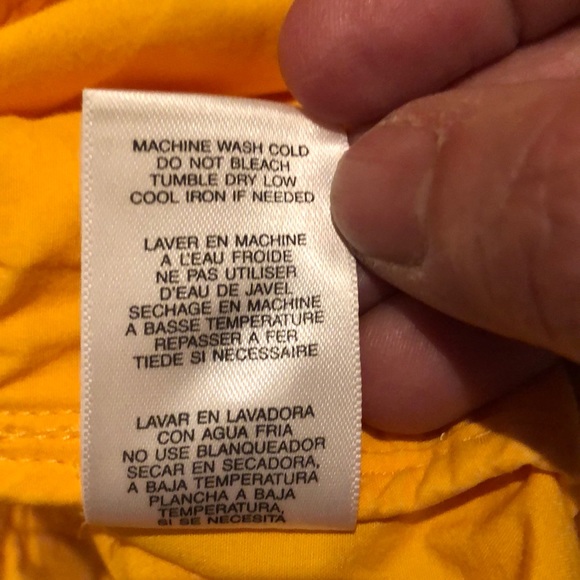 MACHINE WASH COLD
DO NOT BLEACH
TUMBLE DRY LOW
COOL IRON IF NEEDED
LAVER EN MACHINE
A L'EAU FROIDE
NE PAS UTILISER
D'EAU DE JAVEL
SECHAGE EN MACHINE
A BASSE TEMPERATURE
REPASSER A FER
TIEDE SI NECESSAIRE
LAVAR EN LAVADORA
CON AGUA FRIA
NO USE BLANQUEADOR
SECAR EN SECADORA,
A BAJA TEMPERATURA
PLANCHA A BAJA
TEMPERATURA,
SI SE NECESITA